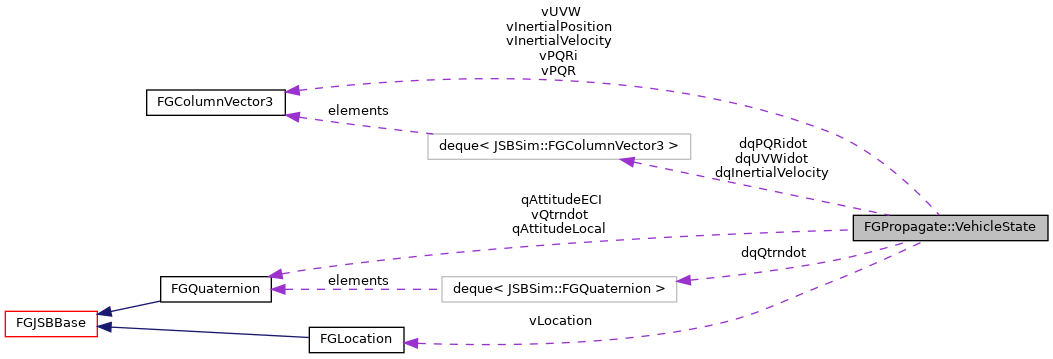 vUVW
vInertialPosition
vInertialVelocity
vPQRi
vPQR
FGColumnVector3
elements
deque< JSBSim::FGColumnVector3 >
dqPQRidot
dqUVWidot
dqInertialVelocity
qAttitudeECI
vQtrndot
qAttitudeLocal
FGPropagate::VehicleState
dqQtrndot
FGQuaternion
elements
deque< JSBSim::FGQuaternion >
FGJSBBase
vLocation
FGLocation